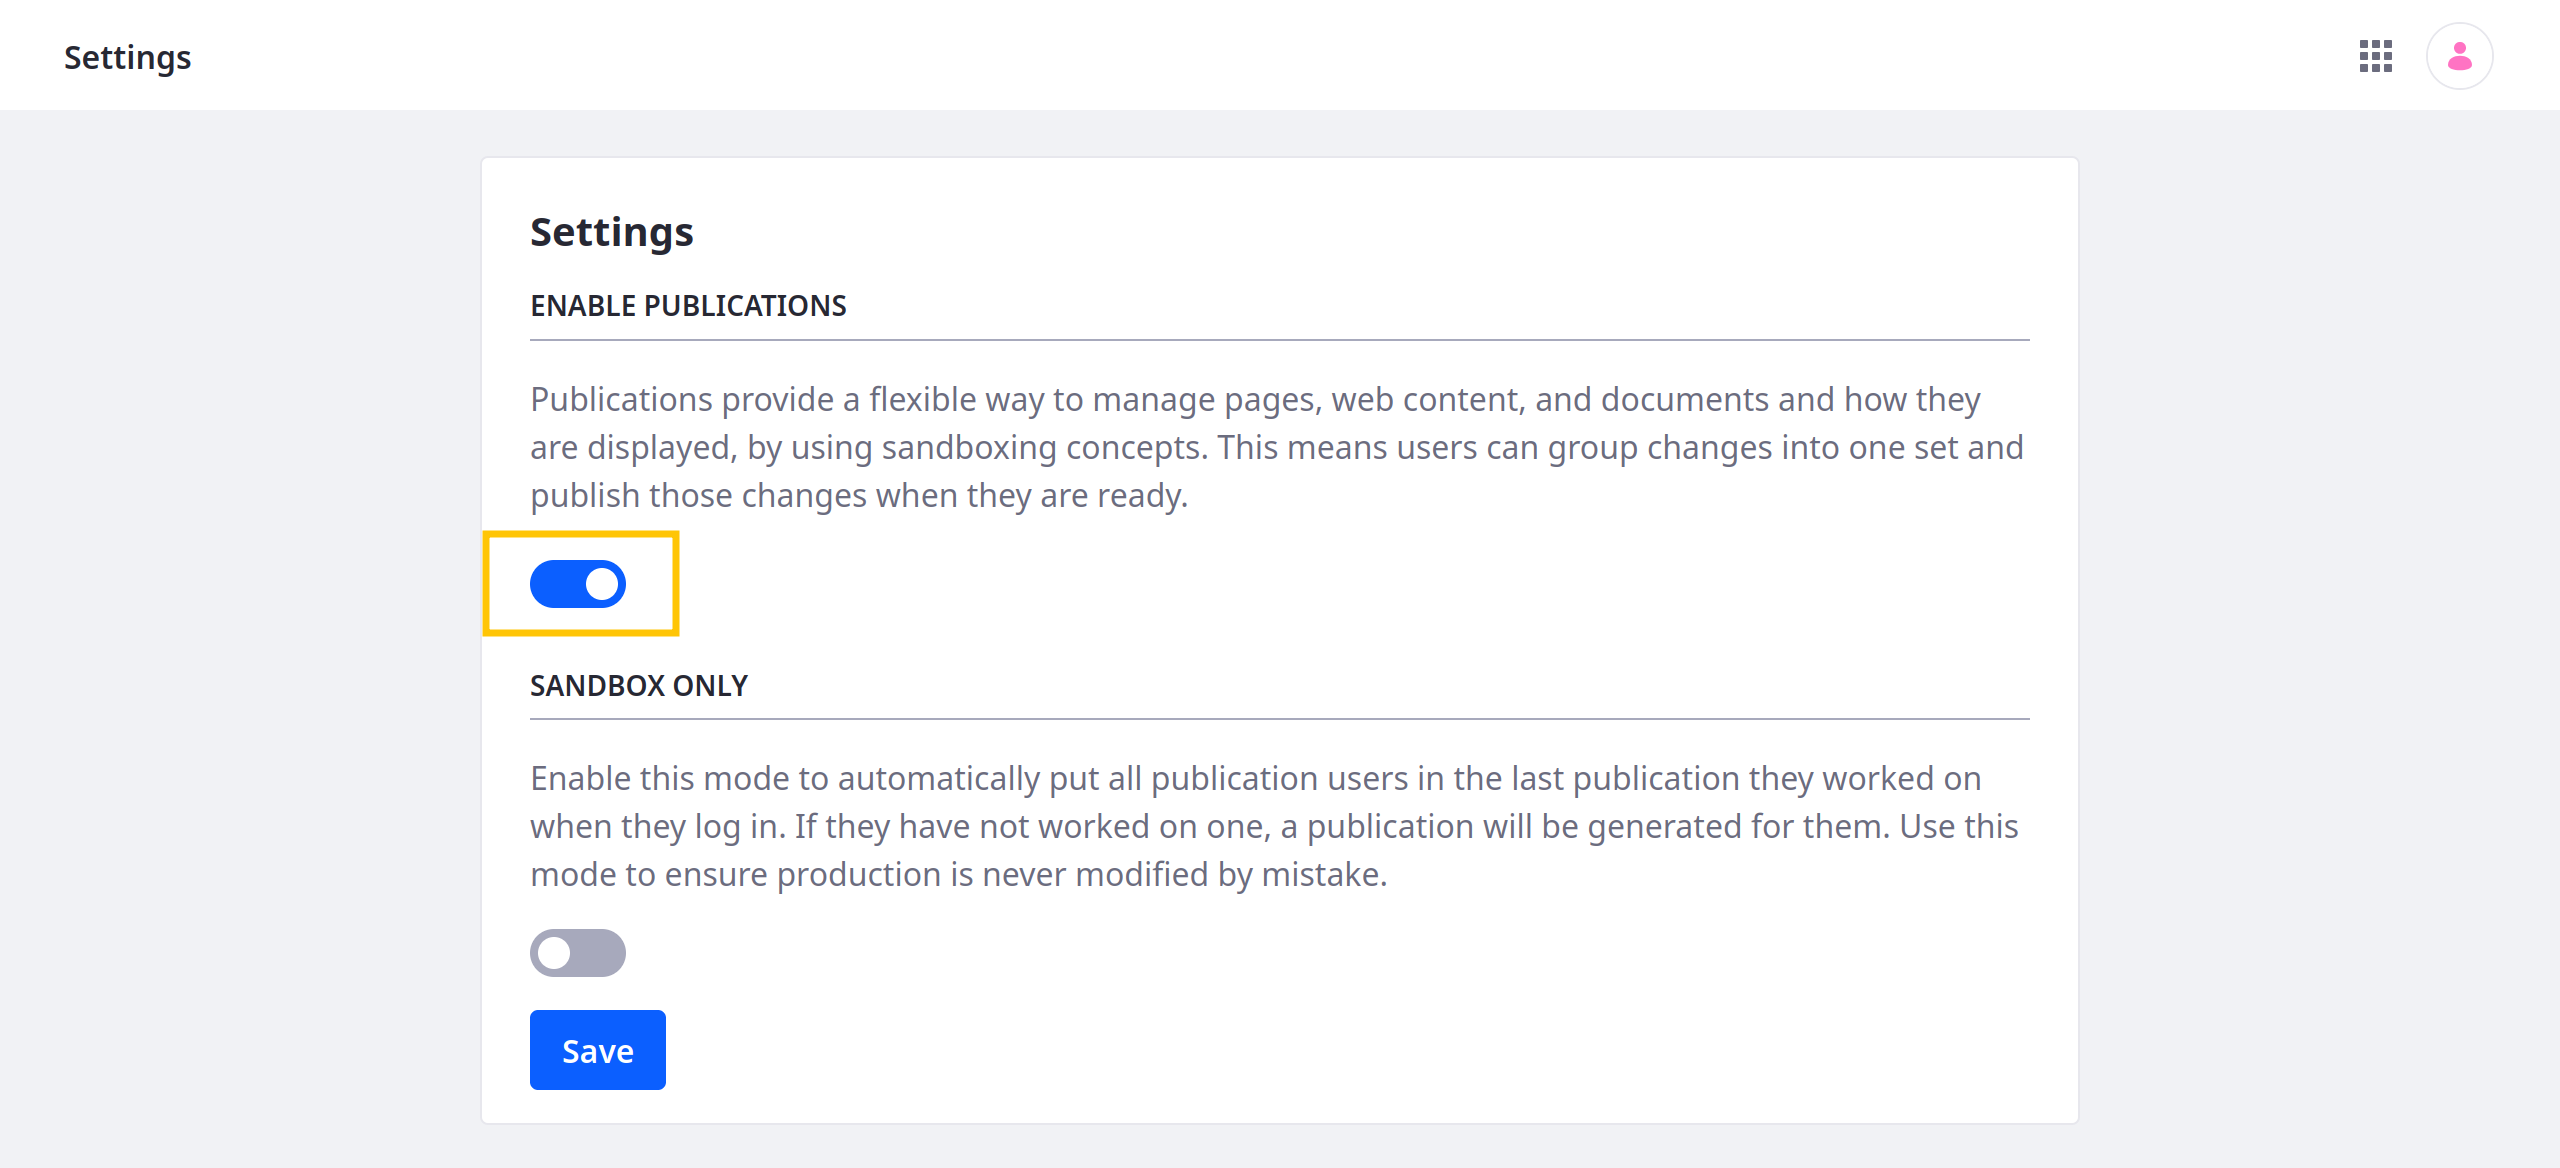 Settings
Settings
ENABLE PUBLICATIONS
Publications provide a flexible way to manage pages, web content, and documents and how they
are displayed, by using sandboxing concepts. This means users can group changes into one set and
publish those changes when they are ready.
SANDBOX ONLY
Enable this mode to automatically put all publication users in the last publication they worked on
when they log in. If they have not worked on one, a publication will be generated for them. Use this
mode to ensure production is never modified by mistake.
Save